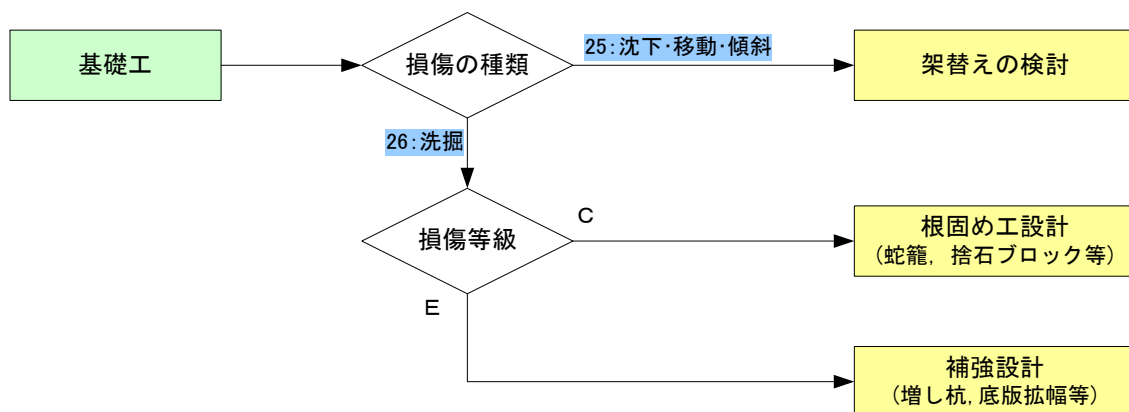 25:沈下・移動・傾斜
基礎工
損傷の種類
架替えの検討
26:洗掘
C
損傷等級
根固め工設計
(蛇籠, 捨石ブロック等)
E
補強設計
(増し杭, 底版拡幅等)